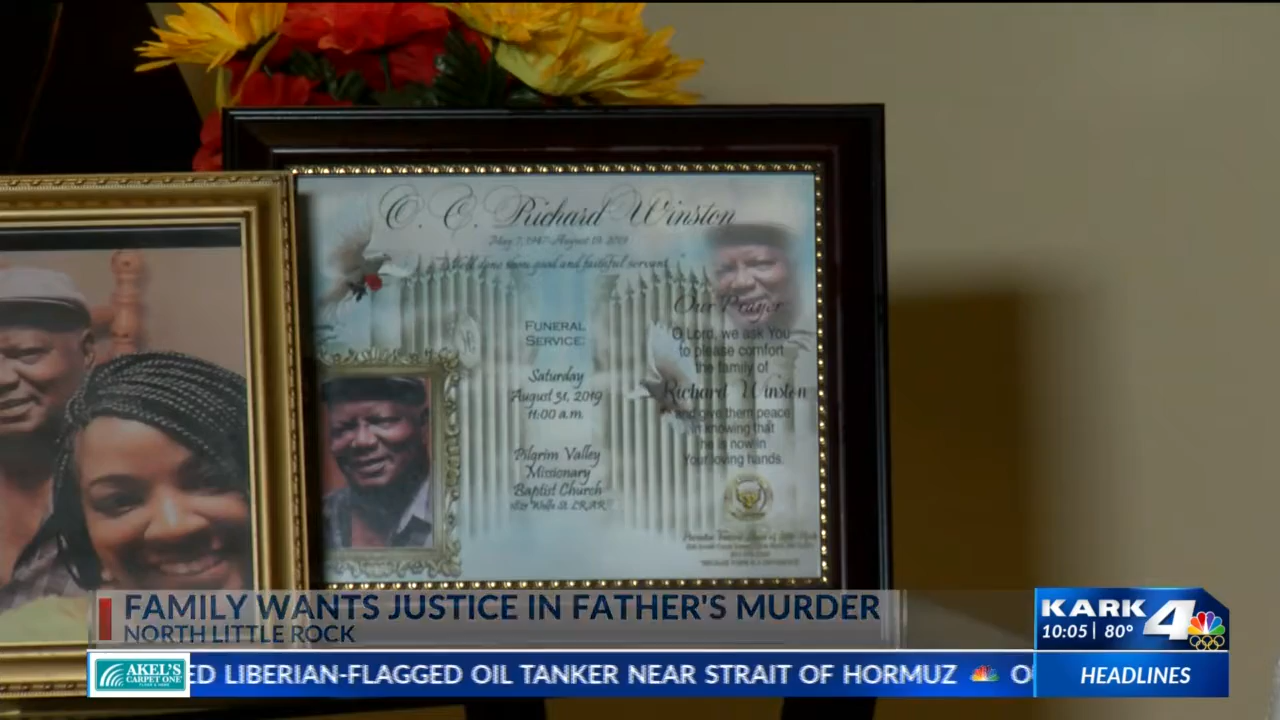 O. C. Richard Winston
May 7, 1947-August 19, 2019
"Well done thou good and faithful servant"
FUNERAL
SERVICE:
Saturday
August 31, 2019
11:00 a.m.
Pilgrim Valley
Missionary
Baptist Church
Our Prayer
O Lord, we ask You
to please comfort
the family of
Richard Winston
and give them peace
in knowing that
he is now in
Your loving hands.
FAMILY WANTS JUSTICE IN FATHER'S MURDER
NORTH LITTLE ROCK
KARK 4
10:05 | 80°
HEADLINES
AKEL'S
CARPET ONE
ED LIBERIAN-FLAGGED OIL TANKER NEAR STRAIT OF HORMUZ